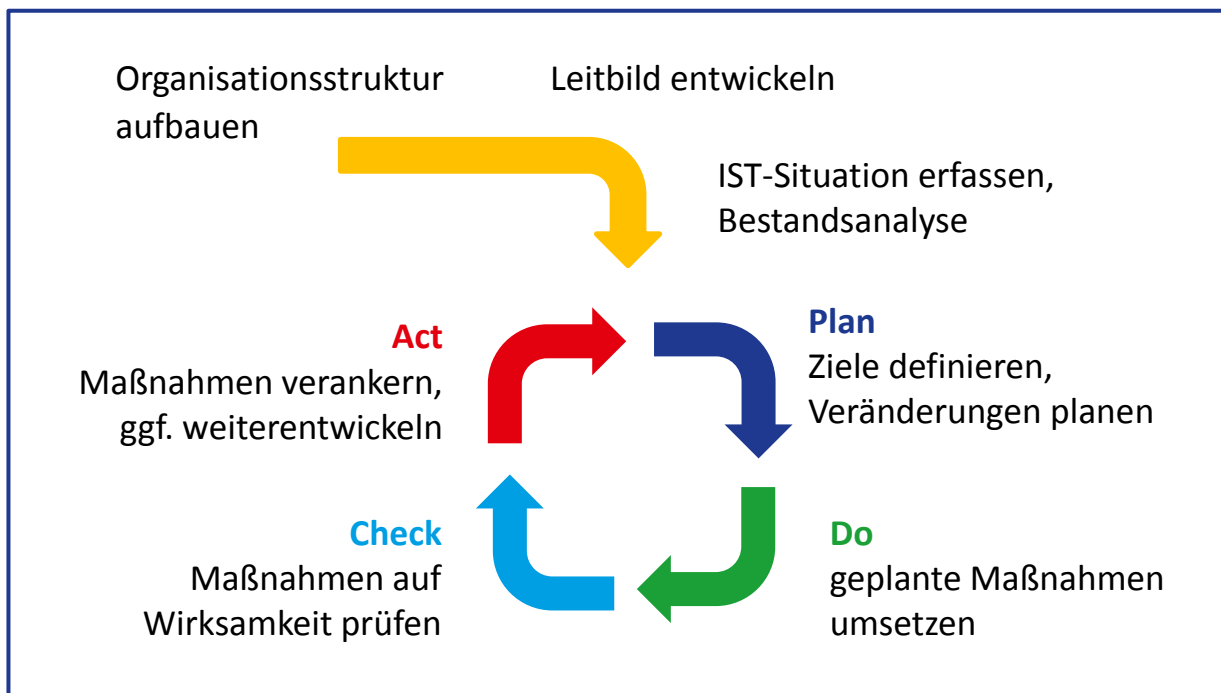 Organisationsstruktur
aufbauen
Leitbild entwickeln
IST-Situation erfassen,
Bestandsanalyse
Act
Maßnahmen verankern,
ggf. weiterentwickeln
Plan
Ziele definieren,
Veränderungen planen
Check
Maßnahmen auf
Wirksamkeit prüfen
Do
geplante Maßnahmen
umsetzen